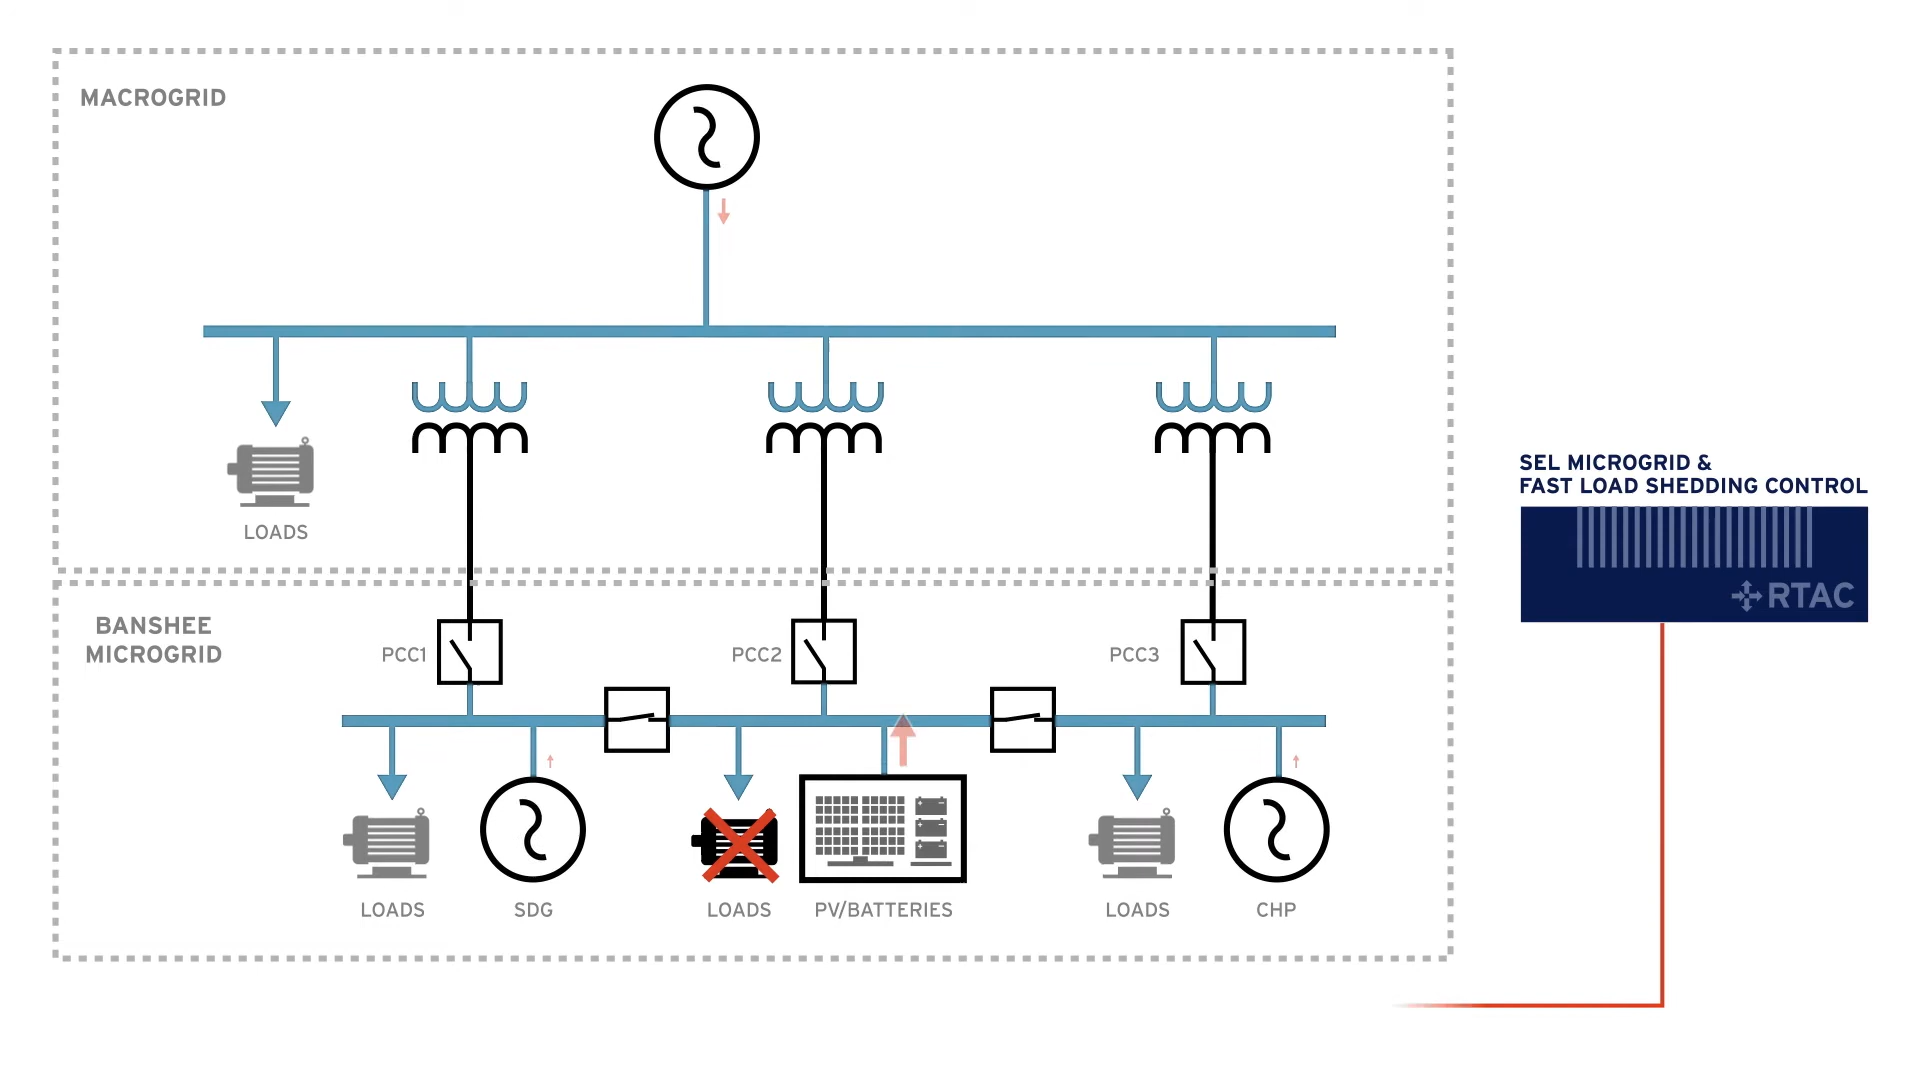 MACROGRID
LOADS
SEL MICROGRID &
FAST LOAD SHEDDING CONTROL
RTAC
BANSHEE
MICROGRID
PCC1
PCC2
PCC3
LOADS
SDG
LOADS
PV/BATTERIES
LOADS
CHP